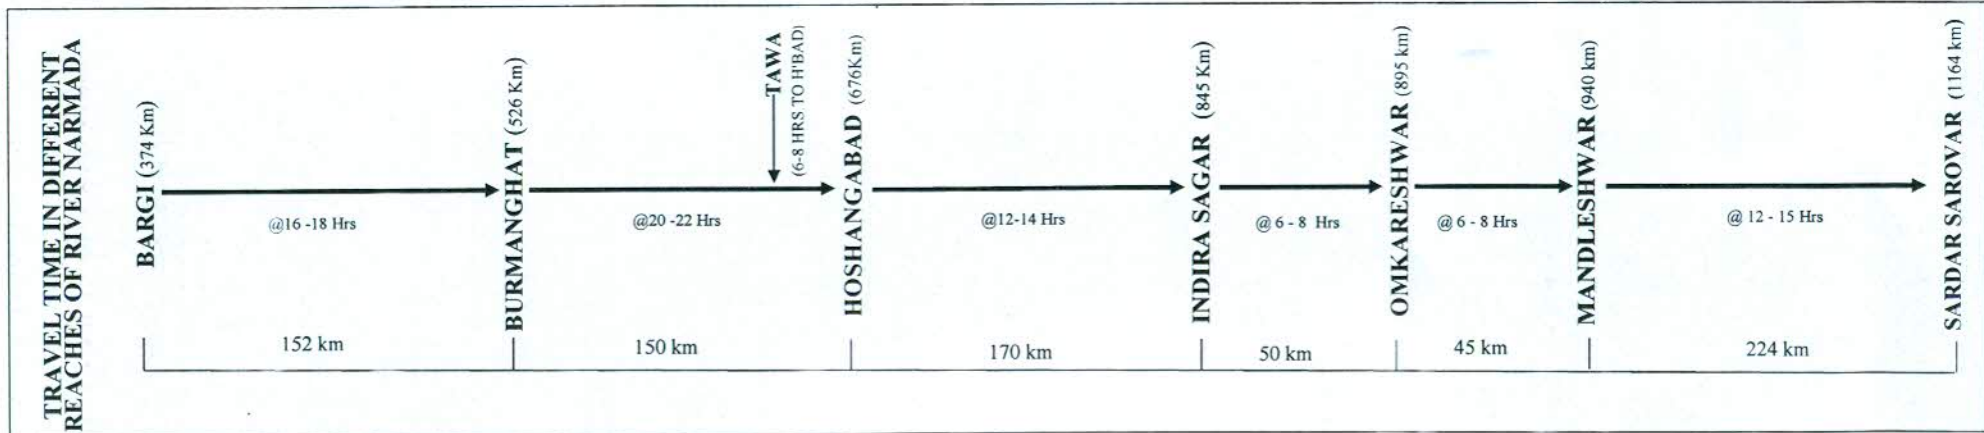 TRAVEL TIME IN DIFFERENT
REACHES OF RIVER NARMADA
BARGI (374 Km)
BURMANGHAT (526 Km)
TAWA
(6-8 HRS TO H'BAD)
HOSHANGABAD (676Km)
INDIRA SAGAR (845 Km)
OMKARESHWAR (895 km)
MANDLESHWAR (940 km)
SARDAR SAROVAR (1164 km)
@16 -18 Hrs
@20 -22 Hrs
@12-14 Hrs
@ 6 - 8 Hrs
@ 6 - 8 Hrs
@ 12 - 15 Hrs
152 km
150 km
170 km
50 km
45 km
224 km